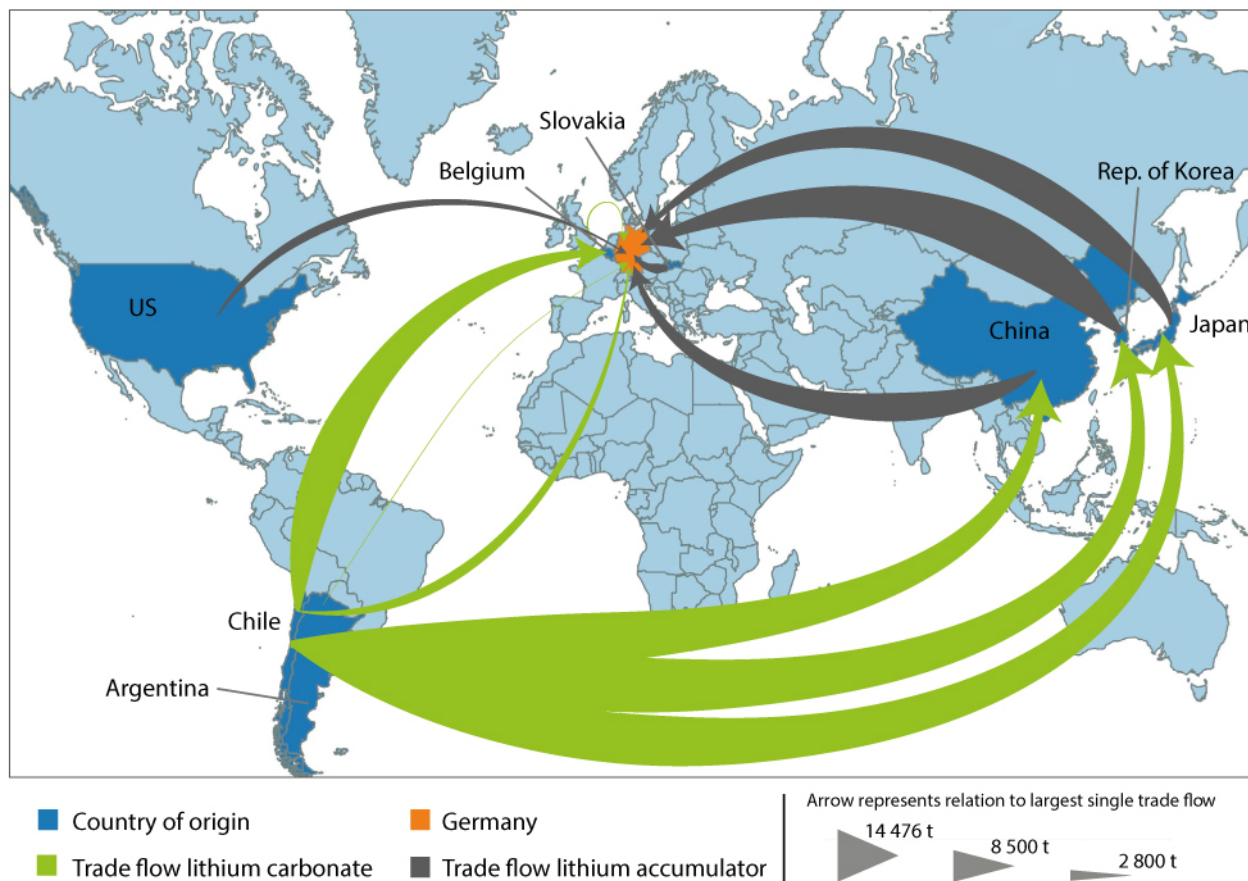 Slovakia
Belgium
Rep. of Korea
US
China
Japan
Chile
Argentina
Country of origin
Germany
Trade flow lithium carbonate
Trade flow lithium accumulator
Arrow represents relation to largest single trade flow
14 476 t
8 500 t
2 800 t